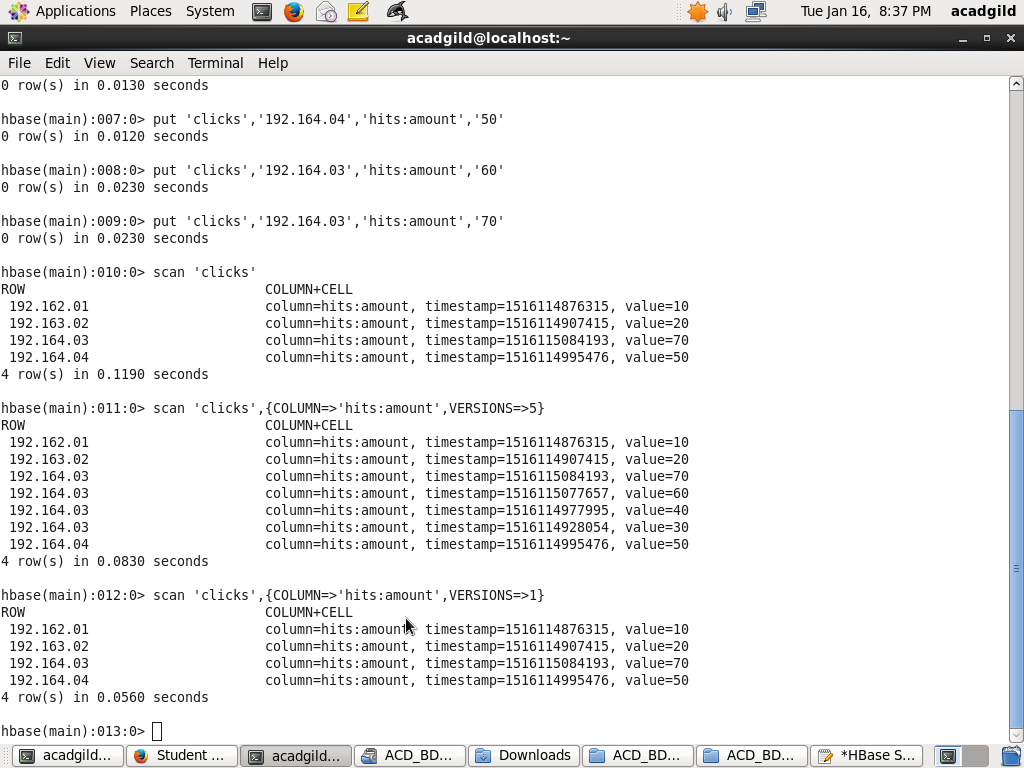 Applications Places System Tue Jan 16, 8:37 PM acadgild
acadgild@localhost:~
File Edit View Search Terminal Help
0 row(s) in 0.0130 seconds
hbase(main):007:0> put 'clicks','192.164.04','hits:amount','50'
0 row(s) in 0.0120 seconds
hbase(main):008:0> put 'clicks','192.164.03','hits:amount','60'
0 row(s) in 0.0230 seconds
hbase(main):009:0> put 'clicks','192.164.03','hits:amount','70'
0 row(s) in 0.0230 seconds
hbase(main):010:0> scan 'clicks'
ROW COLUMN+CELL
192.162.01 column=hits:amount, timestamp=1516114876315, value=10
192.163.02 column=hits:amount, timestamp=1516114907415, value=20
192.164.03 column=hits:amount, timestamp=1516115084193, value=70
192.164.04 column=hits:amount, timestamp=1516114995476, value=50
4 row(s) in 0.1190 seconds
hbase(main):011:0> scan 'clicks',{COLUMN=>'hits:amount',VERSIONS=>5}
ROW COLUMN+CELL
192.162.01 column=hits:amount, timestamp=1516114876315, value=10
192.163.02 column=hits:amount, timestamp=1516114907415, value=20
192.164.03 column=hits:amount, timestamp=1516115084193, value=70
192.164.03 column=hits:amount, timestamp=1516115077657, value=60
192.164.03 column=hits:amount, timestamp=1516114977995, value=40
192.164.03 column=hits:amount, timestamp=1516114928054, value=30
192.164.04 column=hits:amount, timestamp=1516114995476, value=50
4 row(s) in 0.0830 seconds
hbase(main):012:0> scan 'clicks',{COLUMN=>'hits:amount',VERSIONS=>1}
ROW COLUMN+CELL
192.162.01 column=hits:amount, timestamp=1516114876315, value=10
192.163.02 column=hits:amount, timestamp=1516114907415, value=20
192.164.03 column=hits:amount, timestamp=1516115084193, value=70
192.164.04 column=hits:amount, timestamp=1516114995476, value=50
4 row(s) in 0.0560 seconds
hbase(main):013:0>
acadgild... Student ... acadgild... ACD_BD... Downloads ACD_BD... ACD_BD... *HBase S...